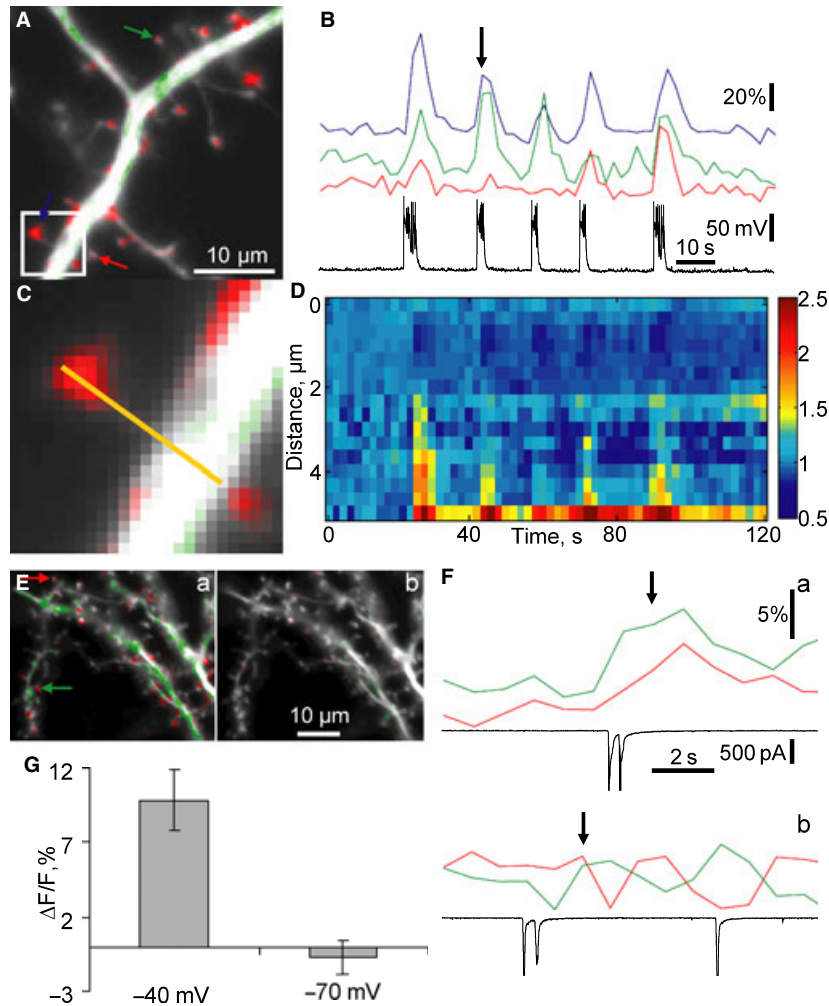 A
10 µm
B
20%
50 mV
10 s
C
D
0
2
4
Distance, µm
0
40
80
120
Time, s
2.5
2
1.5
1
0.5
E
a
b
10 µm
F
a
5%
2 s
500 pA
b
G
12
7
2
–3
ΔF/F,%
–40 mV
–70 mV